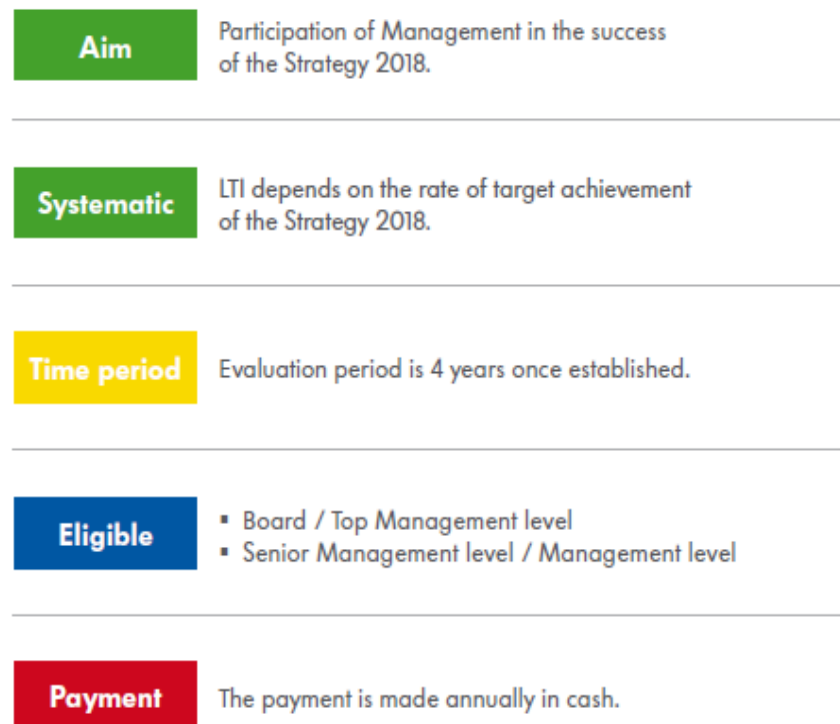 Aim
Participation of Management in the success
of the Strategy 2018.
Systematic
LTI depends on the rate of target achievement
of the Strategy 2018.
Time period
Evaluation period is 4 years once established.
Eligible
▪ Board / Top Management level
▪ Senior Management level / Management level
Payment
The payment is made annually in cash.